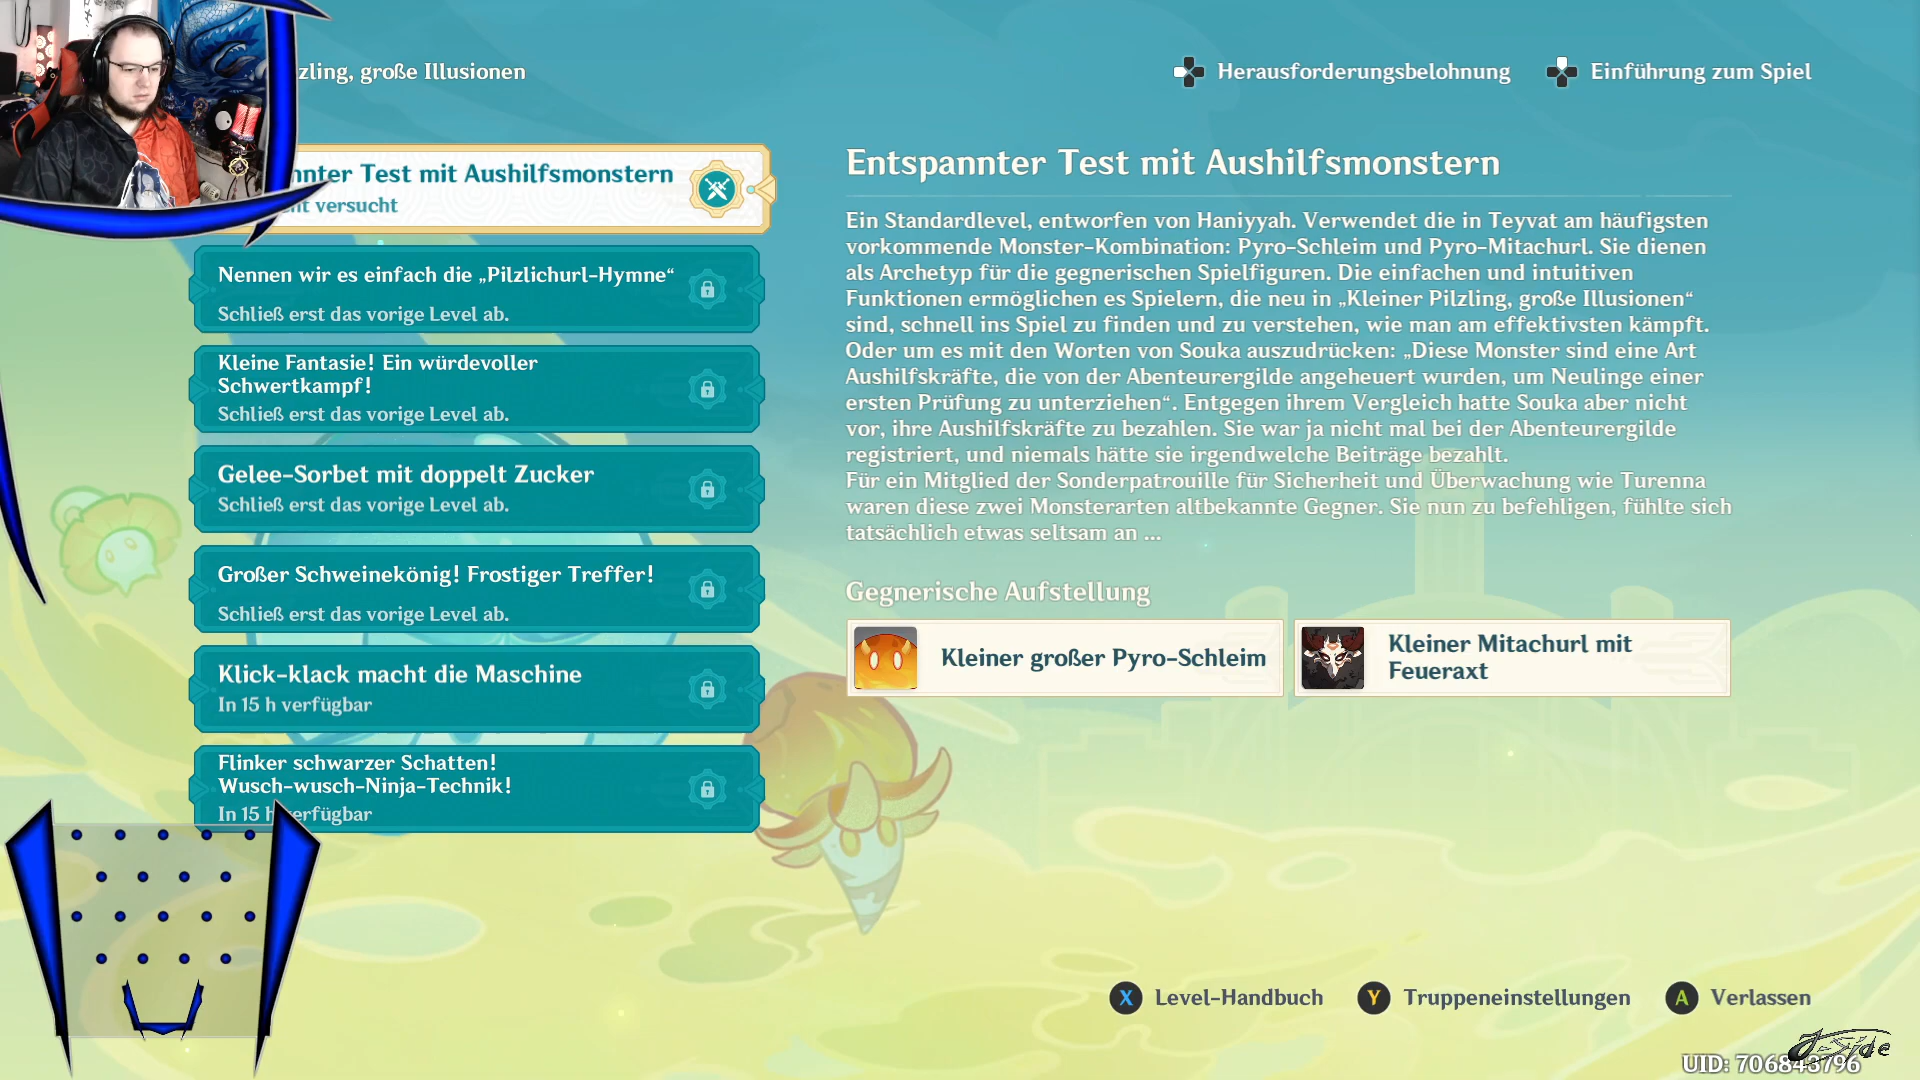 zling, große Illusionen
Herausforderungsbelohnung
Einführung zum Spiel
nnter Test mit Aushilfsmonstern
versucht
Nennen wir es einfach die „Pilzlichurl-Hymne“
Schließ erst das vorige Level ab.
Kleine Fantasie! Ein würdevoller
Schwertkampf!
Schließ erst das vorige Level ab.
Gelee-Sorbet mit doppelt Zucker
Schließ erst das vorige Level ab.
Großer Schweinekönig! Frostiger Treffer!
Schließ erst das vorige Level ab.
Klick-klack macht die Maschine
In 15 h verfügbar
Flinker schwarzer Schatten!
Wusch-wusch-Ninja-Technik!
In 15 h verfügbar
Entspannter Test mit Aushilfsmonstern
Ein Standardlevel, entworfen von Haniyyah. Verwendet die in Teyvat am häufigsten
vorkommende Monster-Kombination: Pyro-Schleim und Pyro-Mitachurl. Sie dienen
als Archetyp für die gegnerischen Spielfiguren. Die einfachen und intuitiven
Funktionen ermöglichen es Spielern, die neu in „Kleiner Pilzling, große Illusionen“
sind, schnell ins Spiel zu finden und zu verstehen, wie man am effektivsten kämpft.
Oder um es mit den Worten von Souka auszudrücken: „Diese Monster sind eine Art
Aushilfskräfte, die von der Abenteurergilde angeheuert wurden, um Neulinge einer
ersten Prüfung zu unterziehen“. Entgegen ihrem Vergleich hatte Souka aber nicht
vor, ihre Aushilfskräfte zu bezahlen. Sie war ja nicht mal bei der Abenteurergilde
registriert, und niemals hätte sie irgendwelche Beiträge bezahlt.
Für ein Mitglied der Sonderpatrouille für Sicherheit und Überwachung wie Turenna
waren diese zwei Monsterarten altbekannte Gegner. Sie nun zu befehligen, fühlte sich
tatsächlich etwas seltsam an ...
Gegnerische Aufstellung
Kleiner großer Pyro-Schleim
Kleiner Mitachurl mit
Feueraxt
X Level-Handbuch
Y Truppeneinstellungen
A Verlassen
UID: 706843796